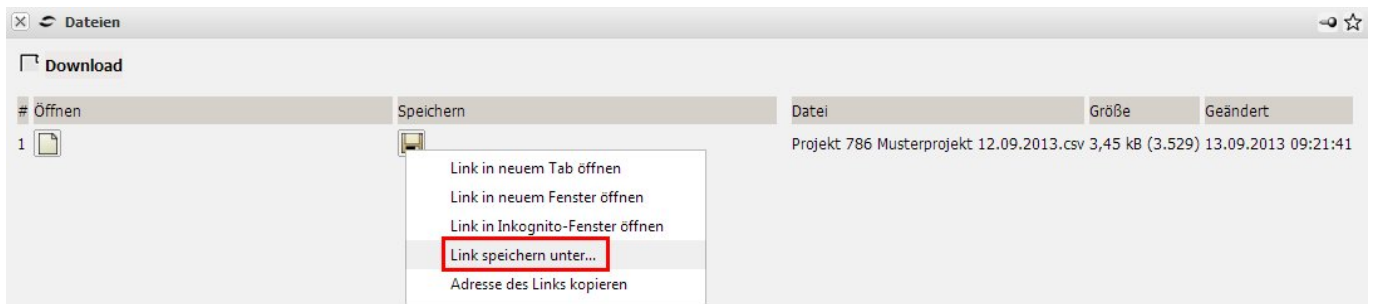 Dateien
Download
# Öffnen Speichern Datei Größe Geändert
1 Projekt 786 Musterprojekt 12.09.2013.csv 3,45 kB (3.529) 13.09.2013 09:21:41
Link in neuem Tab öffnen
Link in neuem Fenster öffnen
Link in Inkognito-Fenster öffnen
Link speichern unter...
Adresse des Links kopieren